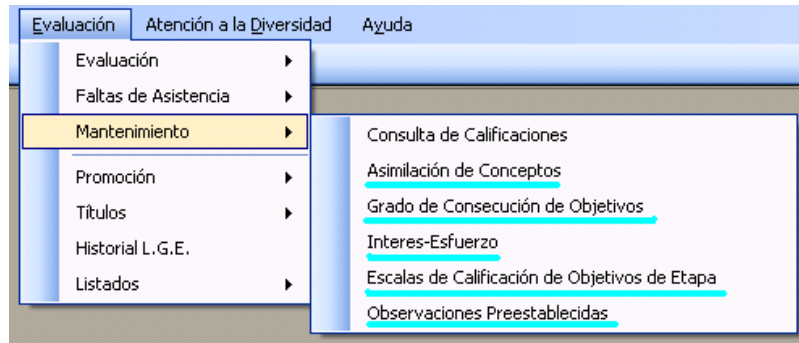 Evaluación Atención a la Diversidad Ayuda
Evaluación
Faltas de Asistencia
Mantenimiento
Promoción
Títulos
Historial L.G.E.
Listados
Consulta de Calificaciones
Asimilación de Conceptos
Grado de Consecución de Objetivos
Interes-Esfuerzo
Escalas de Calificación de Objetivos de Etapa
Observaciones Preestablecidas